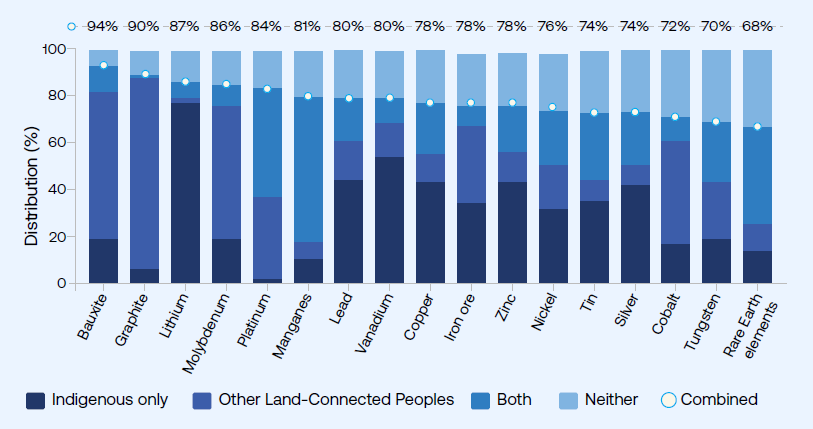 94% 90% 87% 86% 84% 81% 80% 80% 78% 78% 78% 76% 74% 74% 72% 70% 68%
Distribution (%)
100
80
60
40
20
0
Bauxite
Graphite
Lithium
Molybdenum
Platinum
Manganes
Lead
Vanadium
Copper
Iron ore
Zinc
Nickel
Tin
Silver
Cobalt
Tungsten
Rare Earth
elements
Indigenous only Other Land-Connected Peoples Both Neither Combined